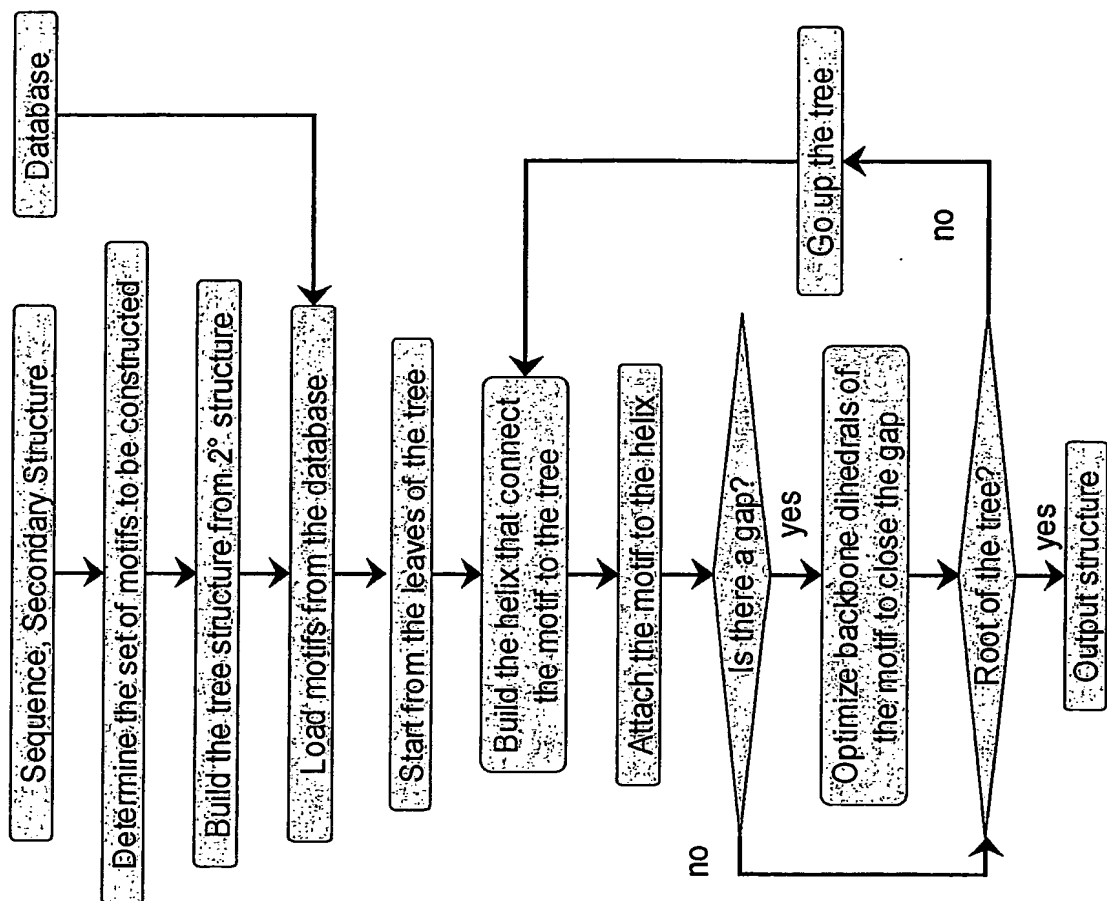 Sequence, Secondary Structure
Database
Determine the set of motifs to be constructed
Build the tree structure from 2° structure
Load motifs from the database
Start from the leaves of the tree
Build the helix that connect
the motif to the tree
Attach the motif to the helix
Is there a gap?
no
yes
Optimize backbone dihedrals of
the motif to close the gap
Go up the tree
no
Root of the tree?
yes
Output structure